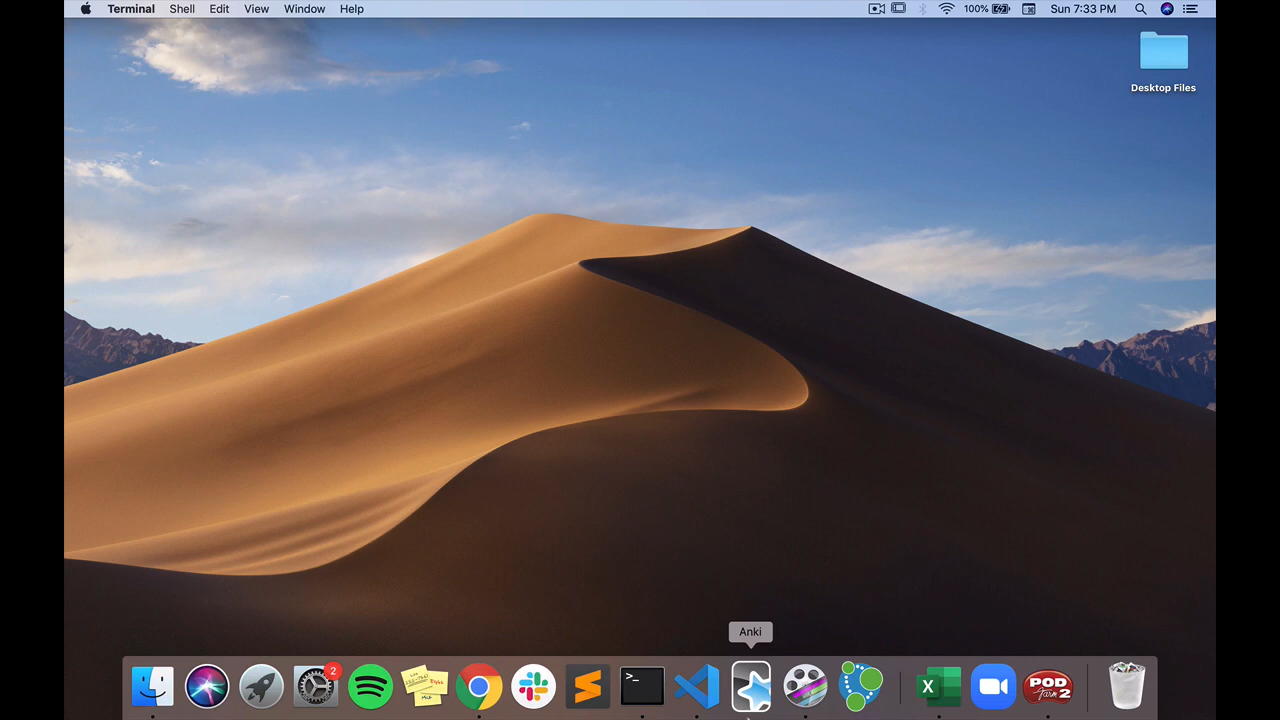 Terminal Shell Edit View Window Help 100% Sun 7:33 PM
Desktop Files
Anki
2
>_
X
POD
Farm 2